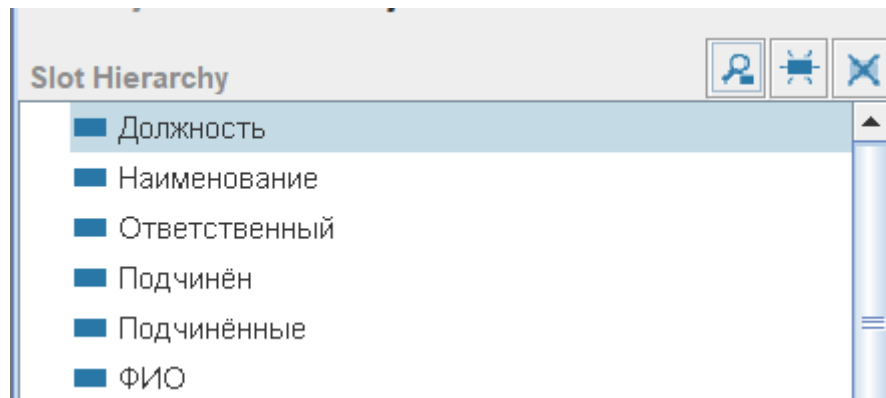 Slot Hierarchy
Должность
Наименование
Ответственный
Подчинён
Подчинённые
ФИО